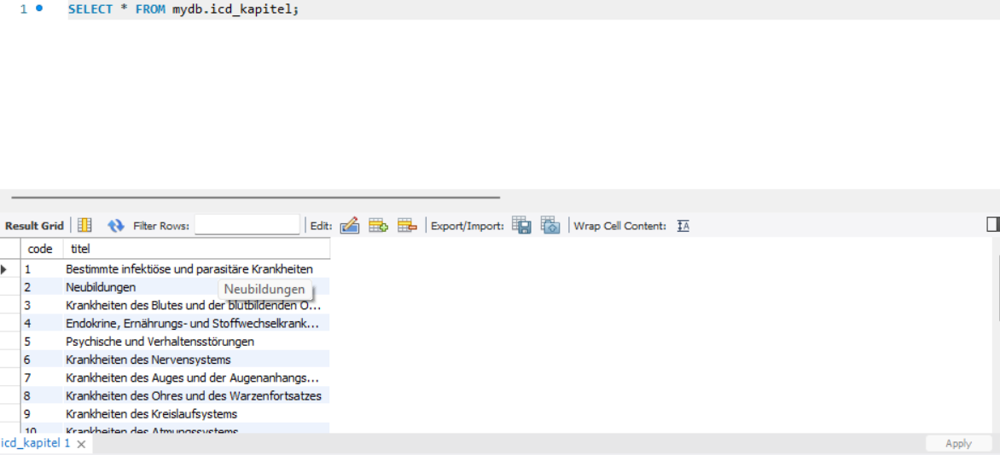 1 SELECT * FROM mydb.icd_kapitel;
Result Grid Filter Rows: Edit: Export/Import: Wrap Cell Content:
code titel
1 Bestimmte infektiöse und parasitäre Krankheiten
2 Neubildungen
Neubildungen
3 Krankheiten des Blutes und der blutbildenden O...
4 Endokrine, Ernährungs- und Stoffwechselkrank...
5 Psychische und Verhaltensstörungen
6 Krankheiten des Nervensystems
7 Krankheiten des Auges und der Augenanhangs...
8 Krankheiten des Ohres und des Warzenfortsatzes
9 Krankheiten des Kreislaufsystems
10 Krankheiten des Atmungssystems
icd_kapitel 1 Apply